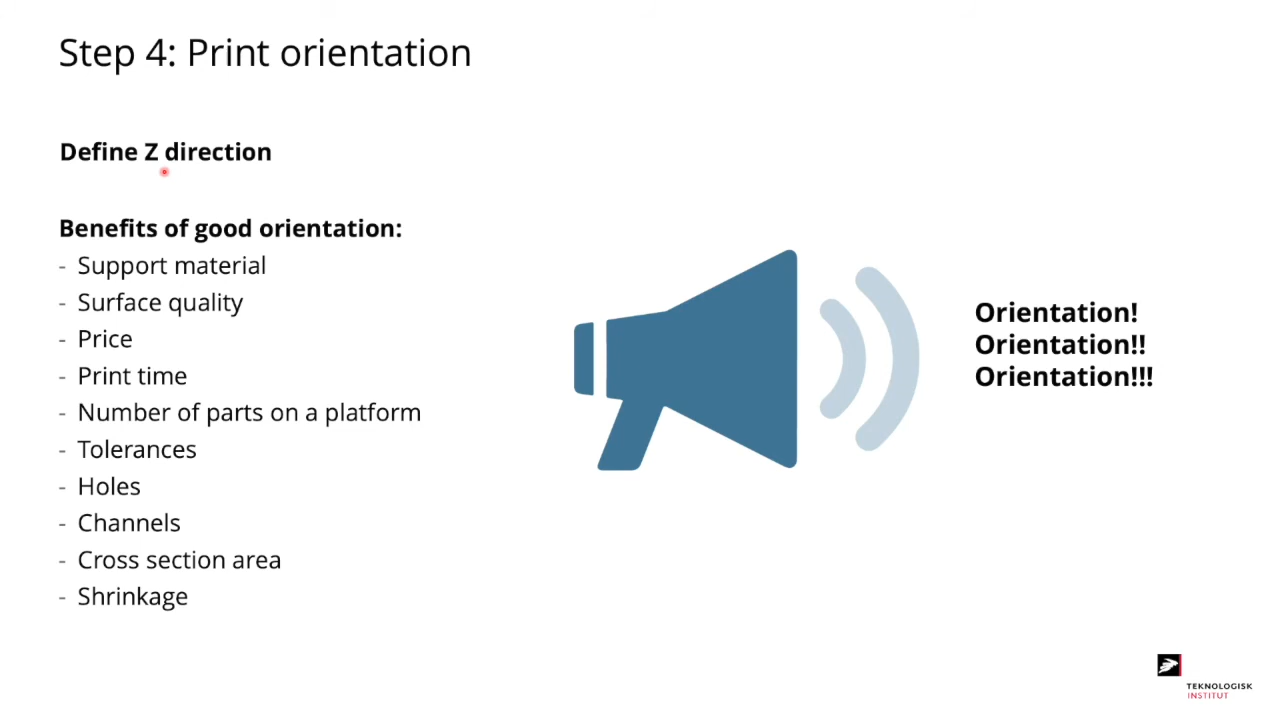 Step 4: Print orientation
Define Z direction
Benefits of good orientation:
- Support material
- Surface quality
- Price
- Print time
- Number of parts on a platform
- Tolerances
- Holes
- Channels
- Cross section area
- Shrinkage
Orientation!
Orientation!!
Orientation!!!
TEKNOLOGISK
INSTITUT